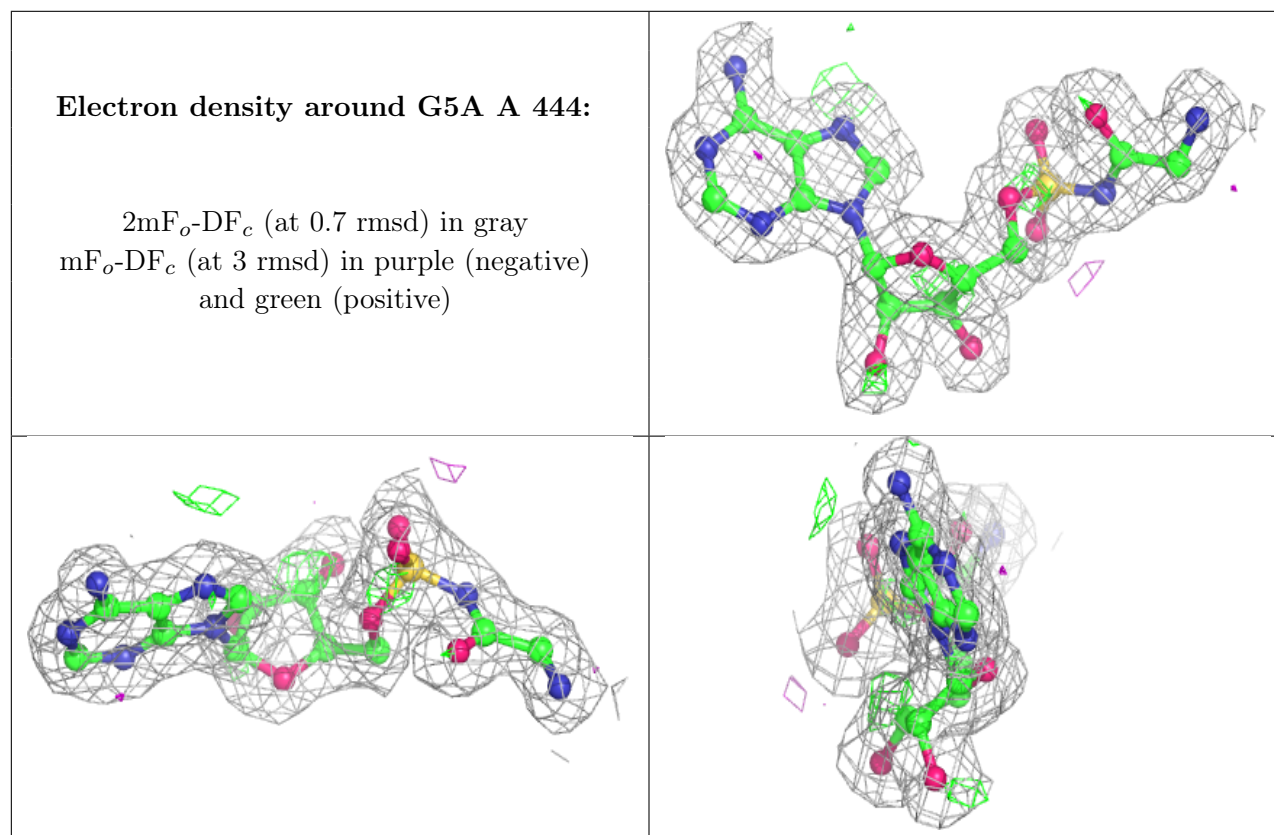 Electron density around G5A A 444:
2mFₒ-DF𝑐 (at 0.7 rmsd) in gray
mFₒ-DF𝑐 (at 3 rmsd) in purple (negative)
and green (positive)